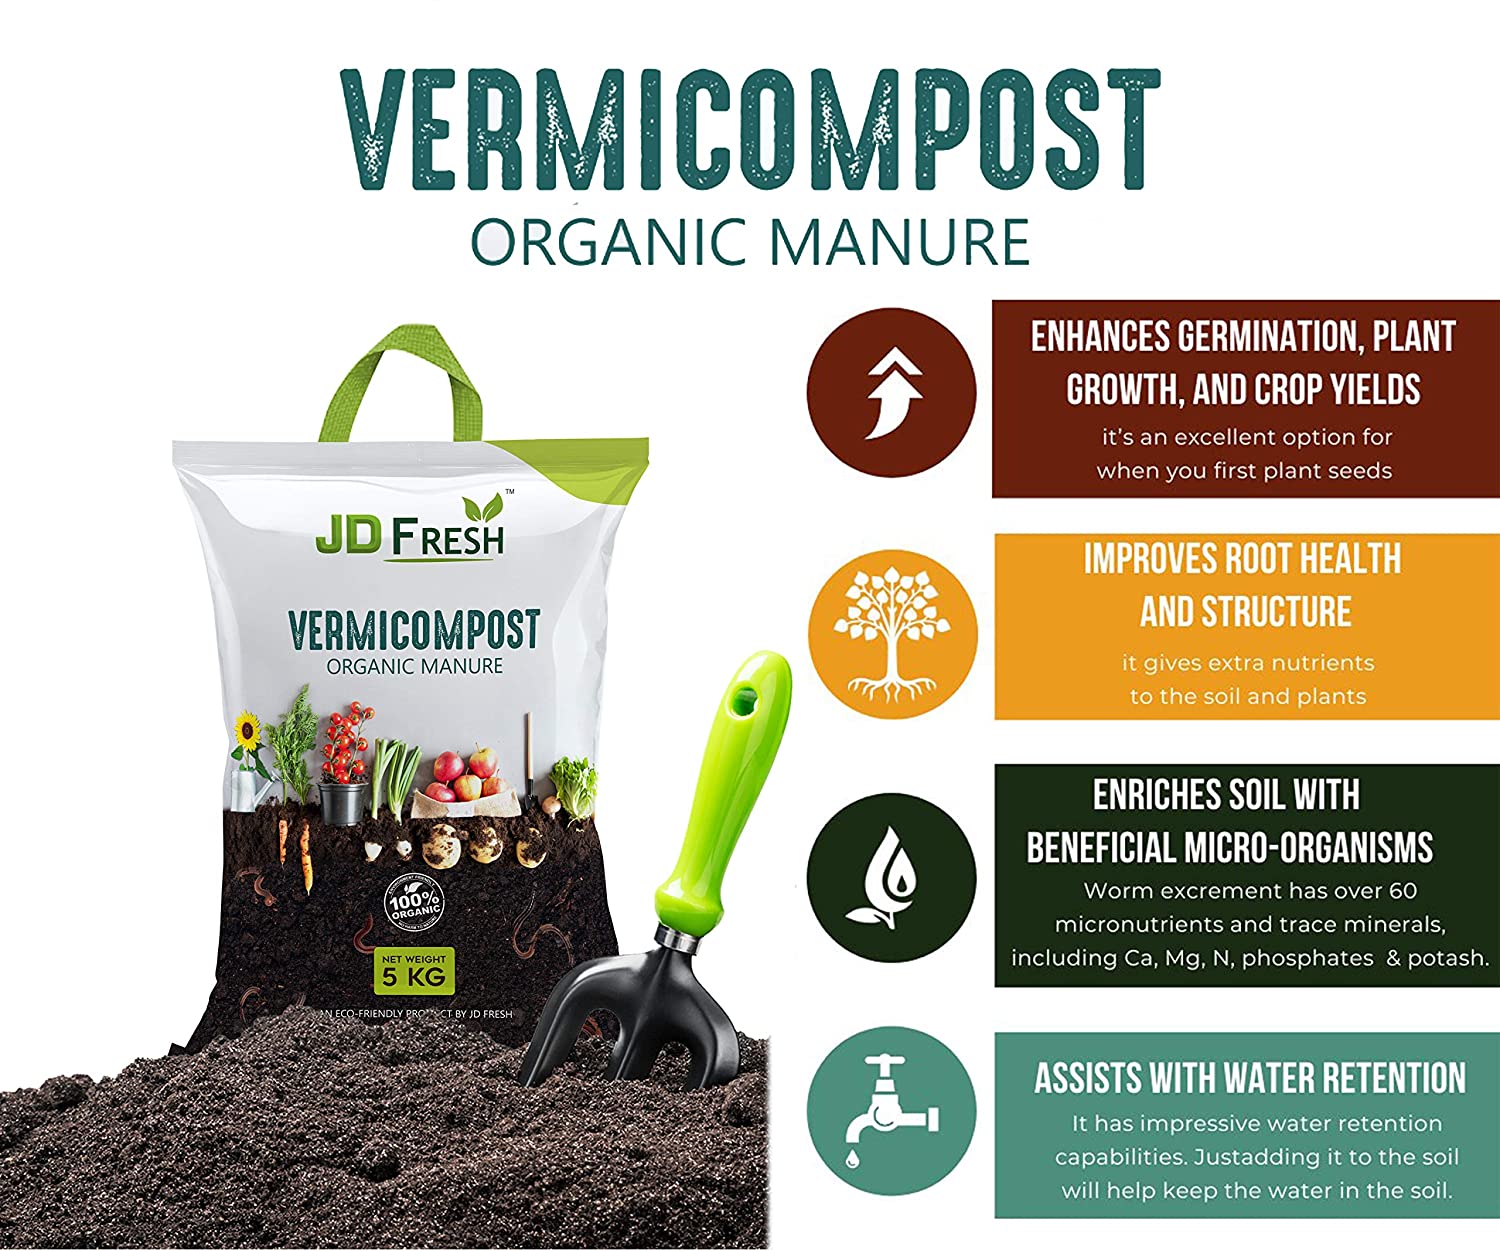 VERMICOMPOST
ORGANIC MANURE
JD FRESH™
VERMICOMPOST
ORGANIC MANURE
ENVIRONMENT FRIENDLY
100%
ORGANIC
NET WEIGHT
5 KG
AN ECO-FRIENDLY BY JD FRESH
ENHANCES GERMINATION, PLANT
GROWTH, AND CROP YIELDS
it's an excellent option for
when you first plant seeds
IMPROVES ROOT HEALTH
AND STRUCTURE
it gives extra nutrients
to the soil and plants
ENRICHES SOIL WITH
BENEFICIAL MICRO-ORGANISMS
Worm excrement has over 60
micronutrients and trace minerals,
including Ca, Mg, N, phosphates & potash.
ASSISTS WITH WATER RETENTION
It has impressive water retention
capabilities. Justadding it to the soil
will help keep the water in the soil.